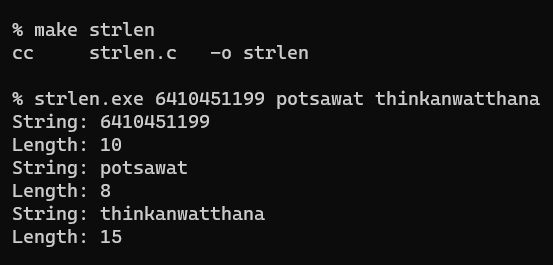 % make strlen
cc     strlen.c   -o strlen
% strlen.exe 6410451199 potsawat thinkanwatthana
String: 6410451199
Length: 10
String: potsawat
Length: 8
String: thinkanwatthana
Length: 15